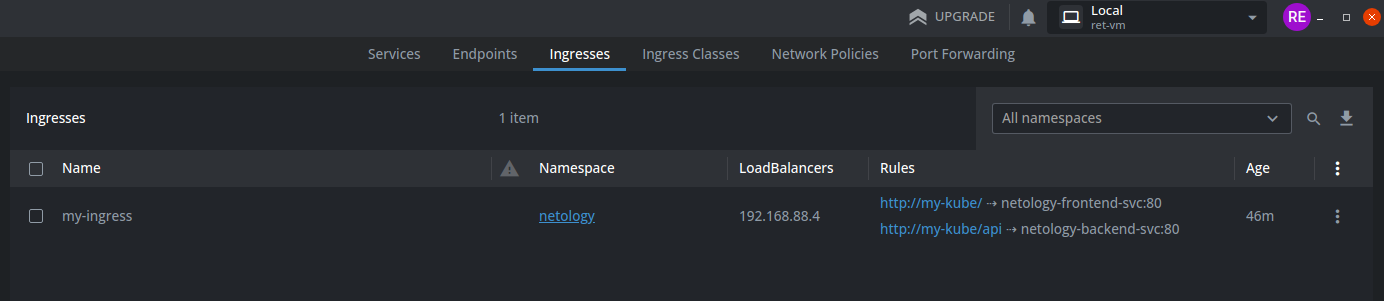 UPGRADE
Local
ret-vm
RE
Services Endpoints Ingresses Ingress Classes Network Policies Port Forwarding
Ingresses 1 item All namespaces
Name Namespace LoadBalancers Rules Age
my-ingress netology 192.168.88.4 http://my-kube/ ⇢ netology-frontend-svc:80 46m
http://my-kube/api ⇢ netology-backend-svc:80